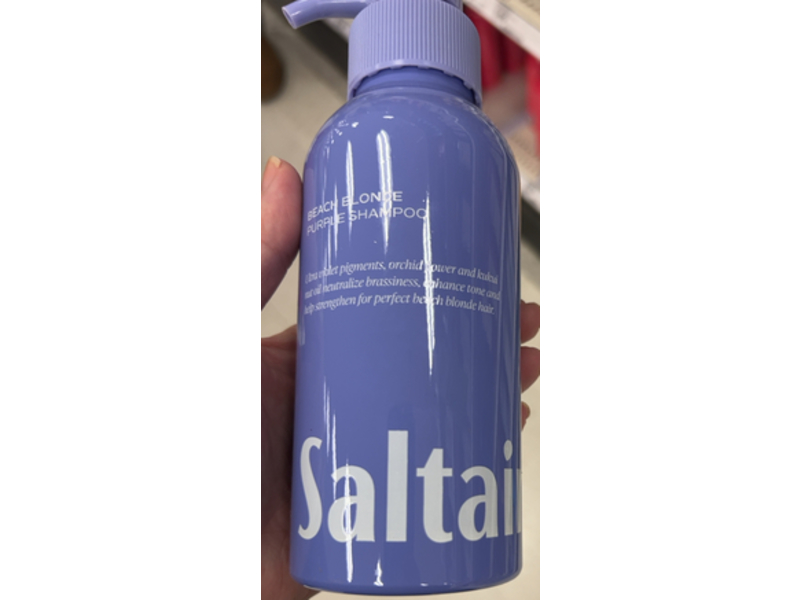 BEACH BLONDE
PURPLE SHAMPOO
Ultra violet pigments, orchid flower and kukui
nut oil neutralize brassiness, enhance tone and
help strengthen for perfect beach blonde hair.
Saltai